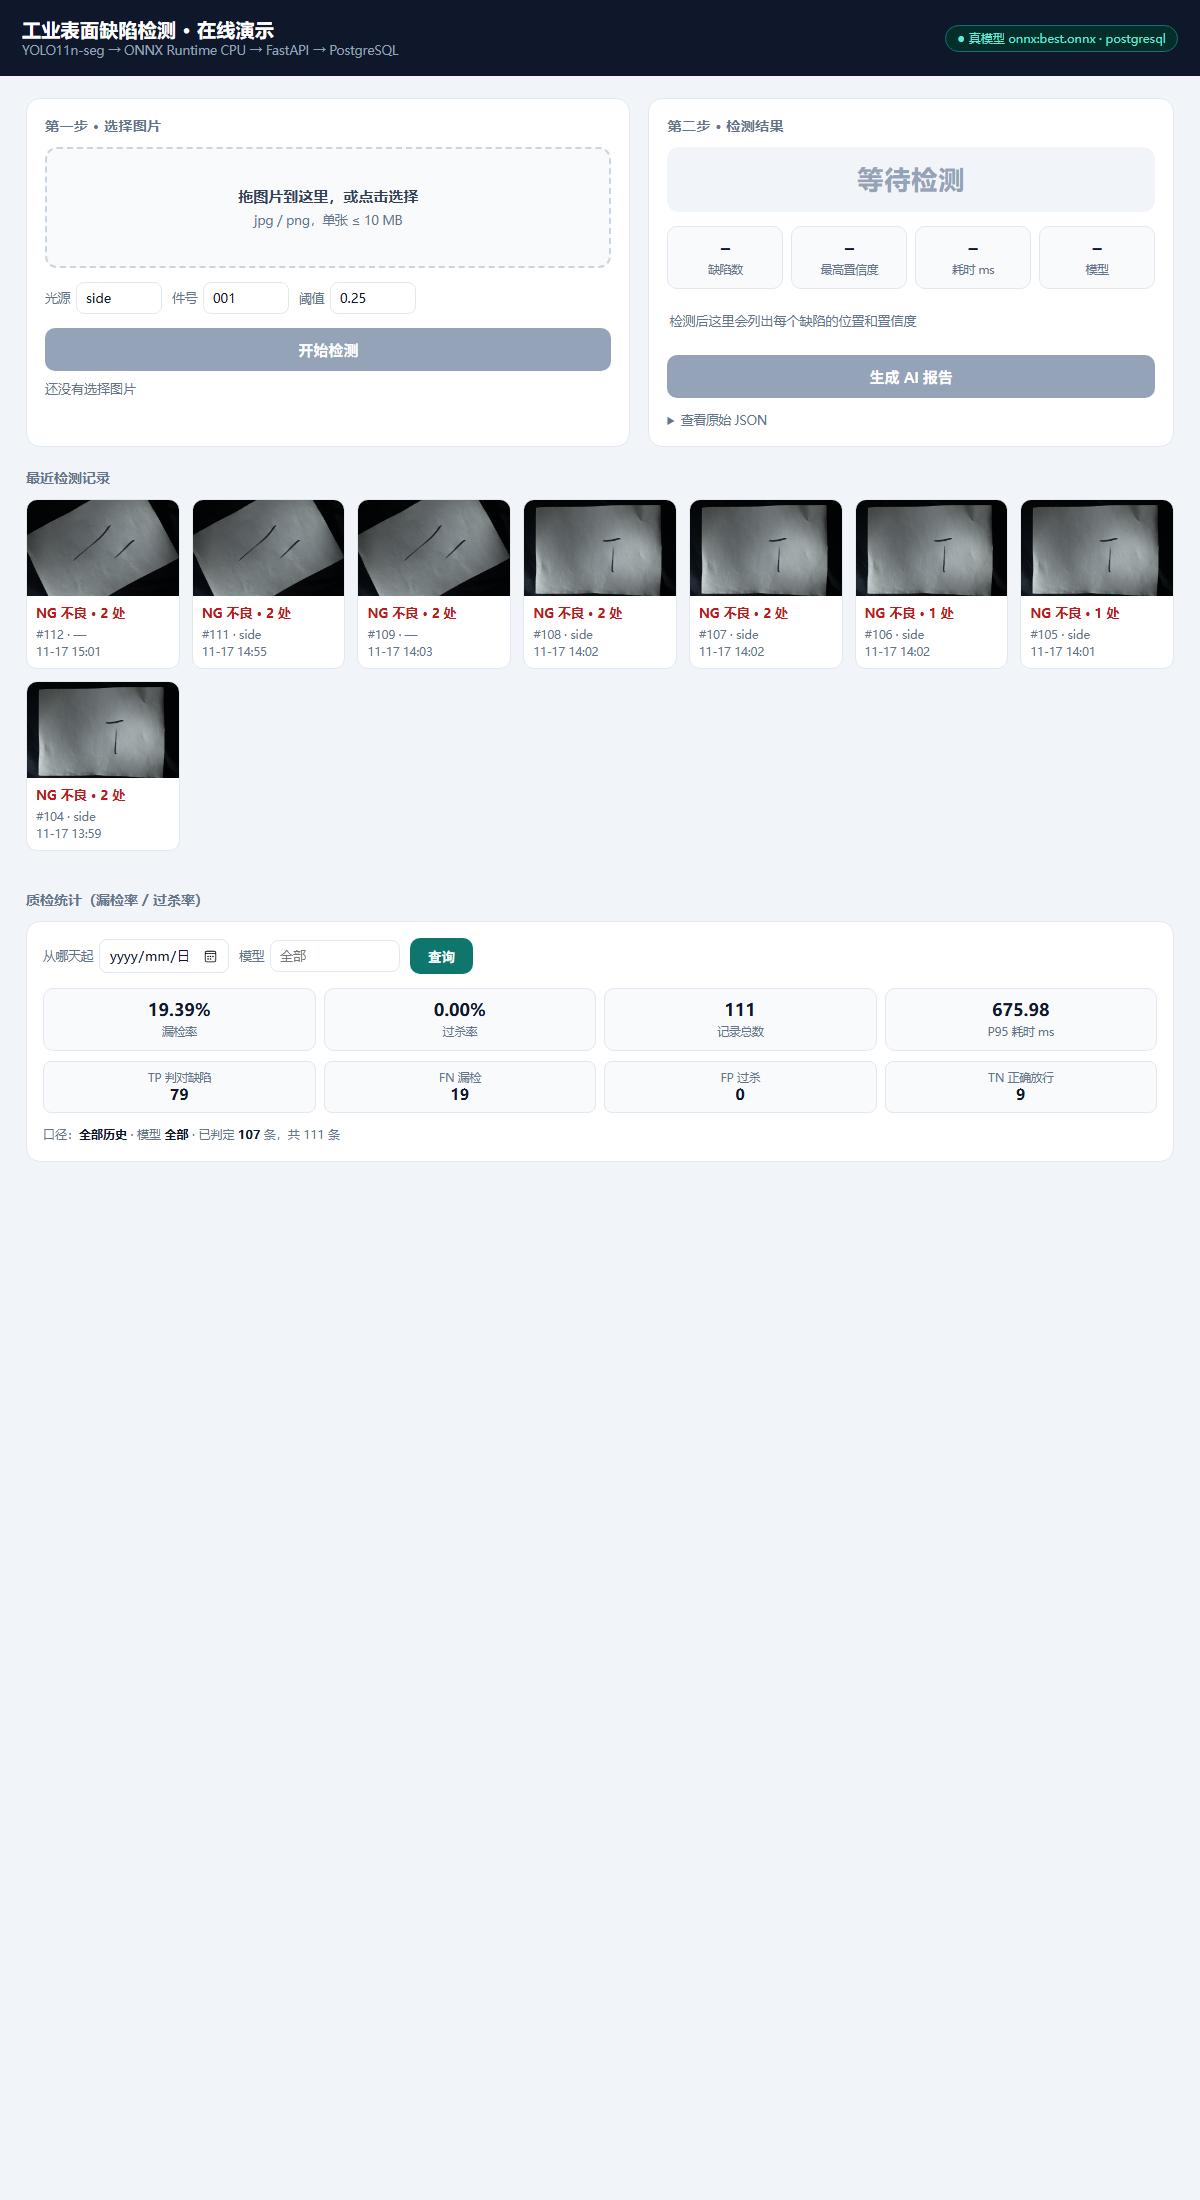 工业表面缺陷检测 • 在线演示
YOLO11n-seg → ONNX Runtime CPU → FastAPI → PostgreSQL
● 真模型 onnx:best.onnx · postgresql
第一步 • 选择图片
拖图片到这里，或点击选择
jpg / png，单张 ≤ 10 MB
光源 side 件号 001 阈值 0.25
开始检测
还没有选择图片
第二步 • 检测结果
等待检测
–
缺陷数
–
最高置信度
–
耗时 ms
–
模型
检测后这里会列出每个缺陷的位置和置信度
生成 AI 报告
▶ 查看原始 JSON
最近检测记录
NG 不良 • 2 处
#112 · —
11-17 15:01
NG 不良 • 2 处
#111 · side
11-17 14:55
NG 不良 • 2 处
#109 · —
11-17 14:03
NG 不良 • 2 处
#108 · side
11-17 14:02
NG 不良 • 2 处
#107 · side
11-17 14:02
NG 不良 • 1 处
#106 · side
11-17 14:02
NG 不良 • 1 处
#105 · side
11-17 14:01
NG 不良 • 2 处
#104 · side
11-17 13:59
质检统计（漏检率 / 过杀率）
从哪天起 yyyy/mm/日 模型 全部 查询
19.39%
漏检率
0.00%
过杀率
111
记录总数
675.98
P95 耗时 ms
TP 判对缺陷
79
FN 漏检
19
FP 过杀
0
TN 正确放行
9
口径：全部历史 · 模型 全部 · 已判定 107 条，共 111 条